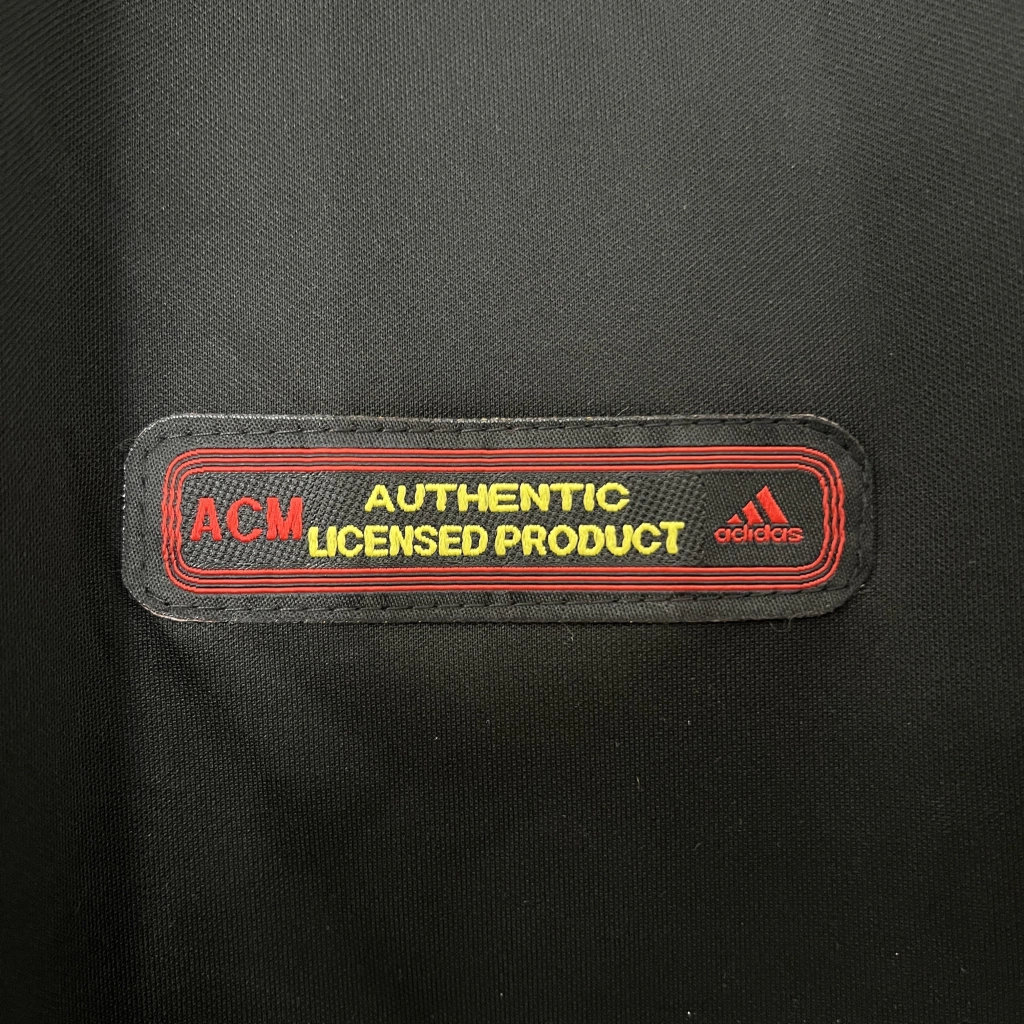 ACM
AUTHENTIC
LICENSED PRODUCT
adidas